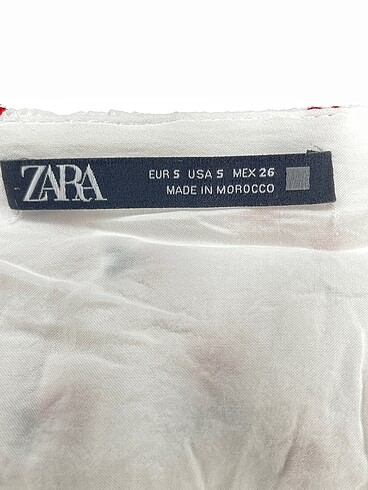 ZARA
EUR S USA S MEX 26
MADE IN MOROCCO